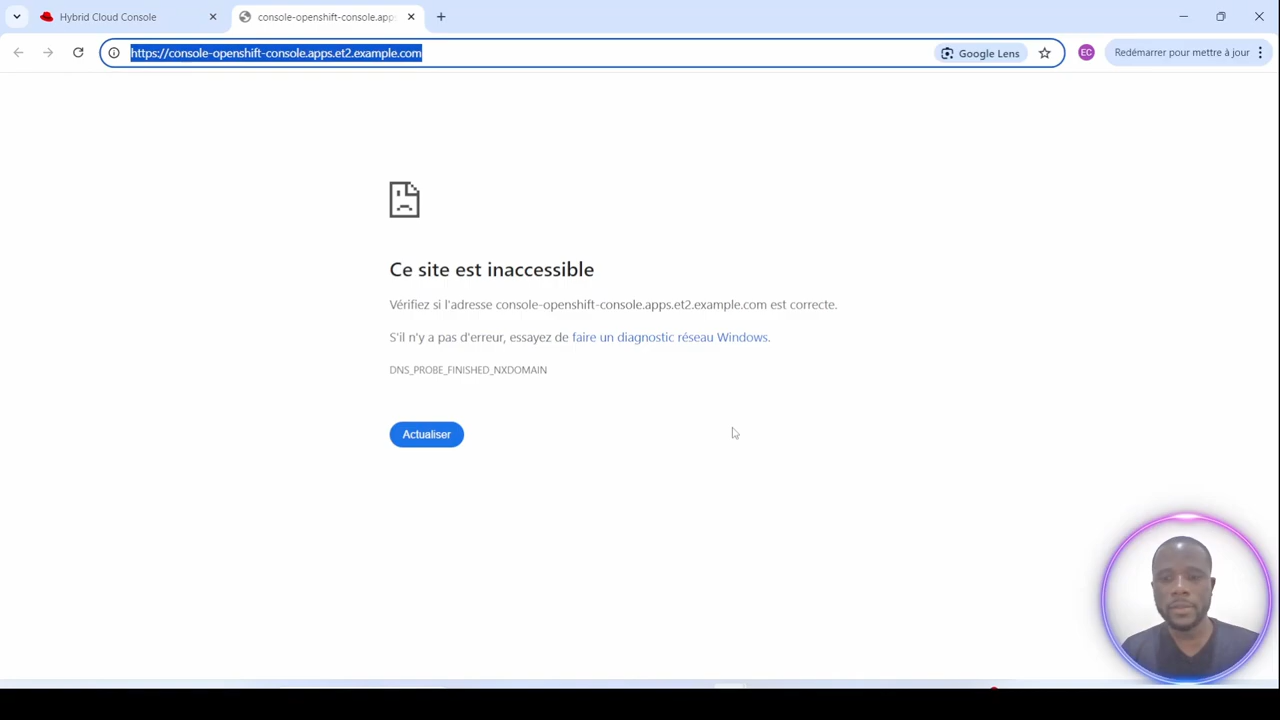 Hybrid Cloud Console
console-openshift-console.apps
https://console-openshift-console.apps.et2.example.com
Google Lens
EC
Redémarrer pour mettre à jour
Ce site est inaccessible
Vérifiez si l'adresse console-openshift-console.apps.et2.example.com est correcte.
S'il n'y a pas d'erreur, essayez de faire un diagnostic réseau Windows.
DNS_PROBE_FINISHED_NXDOMAIN
Actualiser